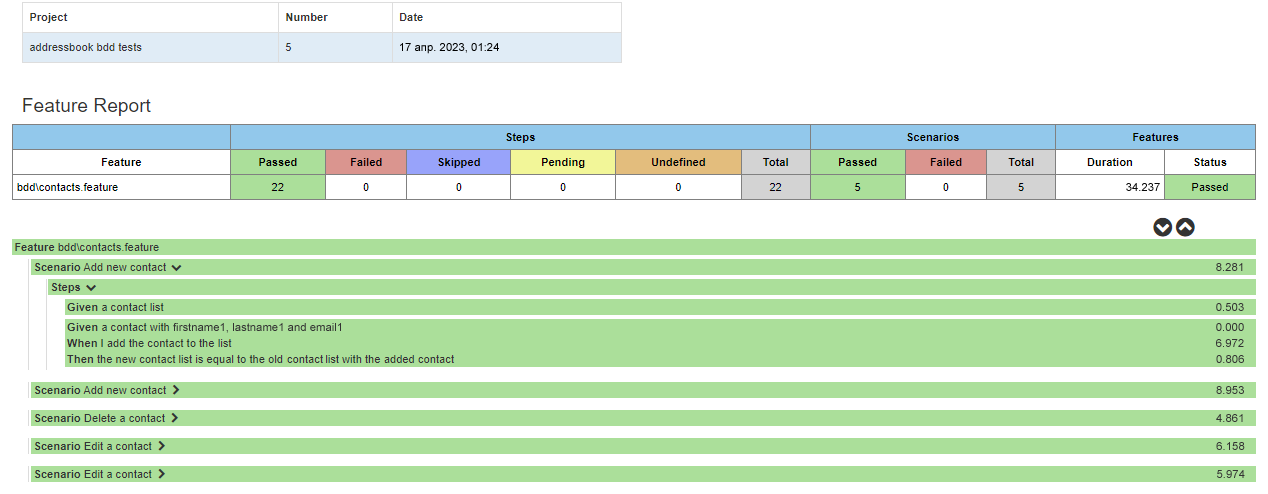 Project Number Date
addressbook bdd tests 5 17 апр. 2023, 01:24
Feature Report
Steps Scenarios Features
Feature Passed Failed Skipped Pending Undefined Total Passed Failed Total Duration Status
bdd\contacts.feature 22 0 0 0 0 22 5 0 5 34.237 Passed
Feature bdd\contacts.feature
Scenario Add new contact 8.281
Steps
Given a contact list 0.503
Given a contact with firstname1, lastname1 and email1 0.000
When I add the contact to the list 6.972
Then the new contact list is equal to the old contact list with the added contact 0.806
Scenario Add new contact 8.953
Scenario Delete a contact 4.861
Scenario Edit a contact 6.158
Scenario Edit a contact 5.974